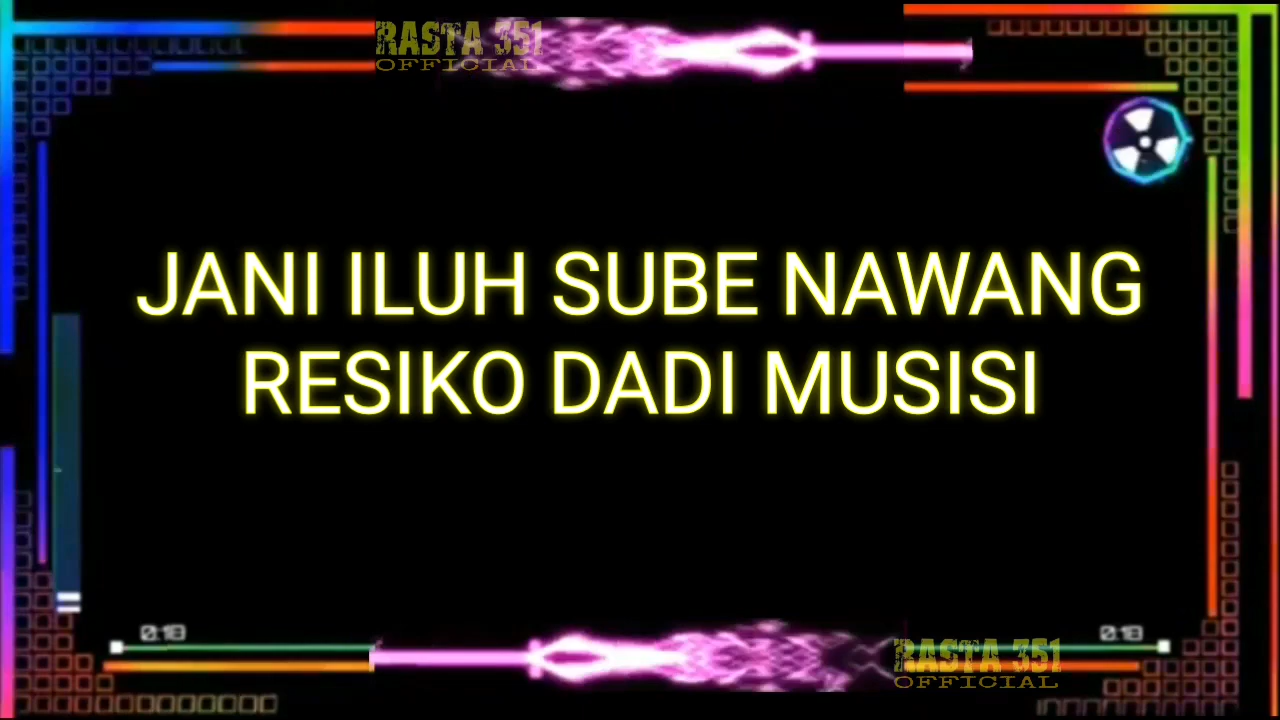 RASTA 351
OFFICIAL
JANI ILUH SUBE NAWANG
RESIKO DADI MUSISI
0:18
0:18
RASTA 351
OFFICIAL